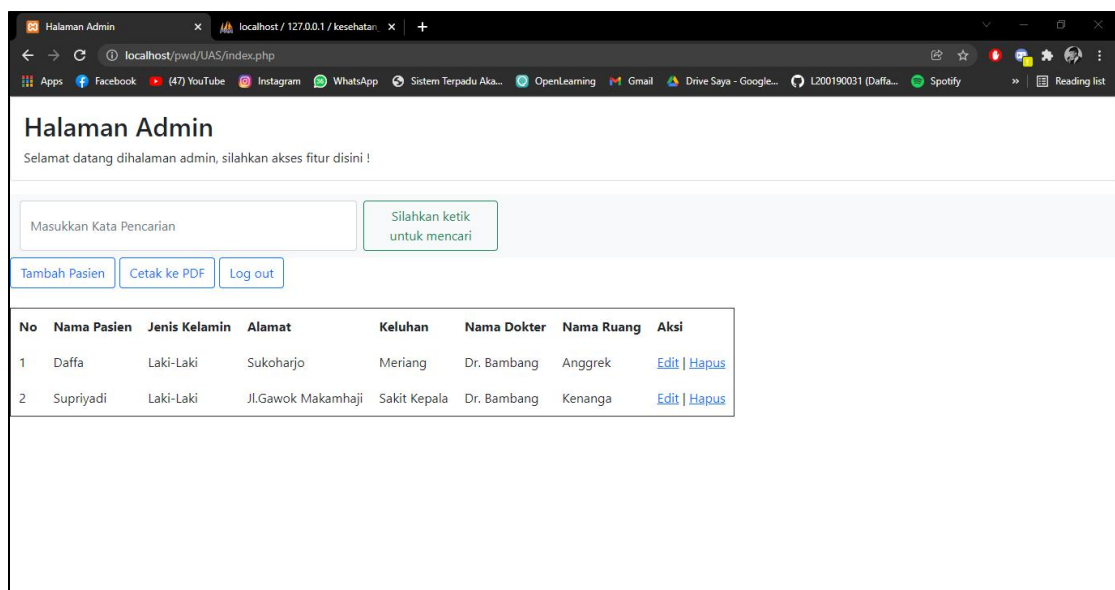 Halaman Admin
localhost / 127.0.0.1 / kesehatan_
localhost/pwd/UAS/index.php
Apps Facebook (47) YouTube Instagram WhatsApp Sistem Terpadu Aka... OpenLearning Gmail Drive Saya - Google... L200190031 (Daffa... Spotify » Reading list
Halaman Admin
Selamat datang dihalaman admin, silahkan akses fitur disini !
Masukkan Kata Pencarian
Silahkan ketik
untuk mencari
Tambah Pasien Cetak ke PDF Log out
No Nama Pasien Jenis Kelamin Alamat Keluhan Nama Dokter Nama Ruang Aksi
1 Daffa Laki-Laki Sukoharjo Meriang Dr. Bambang Anggrek Edit | Hapus
2 Supriyadi Laki-Laki Jl.Gawok Makamhaji Sakit Kepala Dr. Bambang Kenanga Edit | Hapus